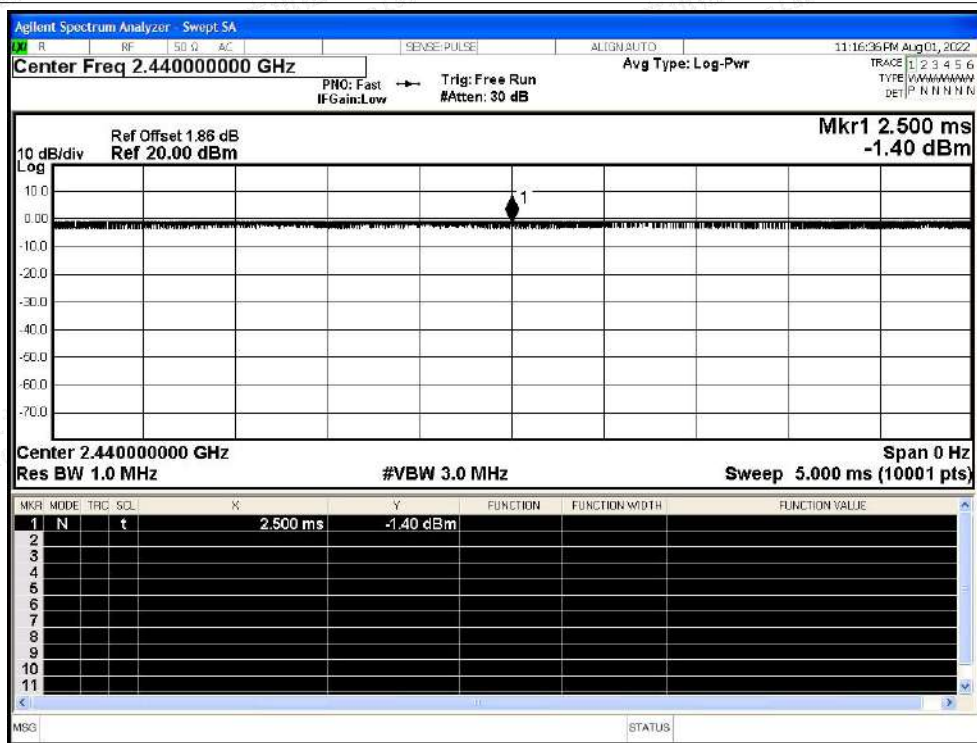 Agilent Spectrum Analyzer - Swept SA
LXI R RF 50 Ω AC SENSE:PULSE ALIGN AUTO 11:16:36 PM Aug 01, 2022
Center Freq 2.440000000 GHz
PNO: Fast
IFGain:Low
Trig: Free Run
#Atten: 30 dB
Avg Type: Log-Pwr
TRACE 1 2 3 4 5 6
TYPE
DET P N N N N N
Mkr1 2.500 ms
-1.40 dBm
Ref Offset 1.86 dB
10 dB/div Ref 20.00 dBm
Log
10.0
0.00
-10.0
-20.0
-30.0
-40.0
-50.0
-60.0
-70.0
1
Center 2.440000000 GHz Span 0 Hz
Res BW 1.0 MHz #VBW 3.0 MHz Sweep 5.000 ms (10001 pts)
MKR MODE TRC SCL X Y FUNCTION FUNCTION WIDTH FUNCTION VALUE
1 N t 2.500 ms -1.40 dBm
2
3
4
5
6
7
8
9
10
11
MSG STATUS